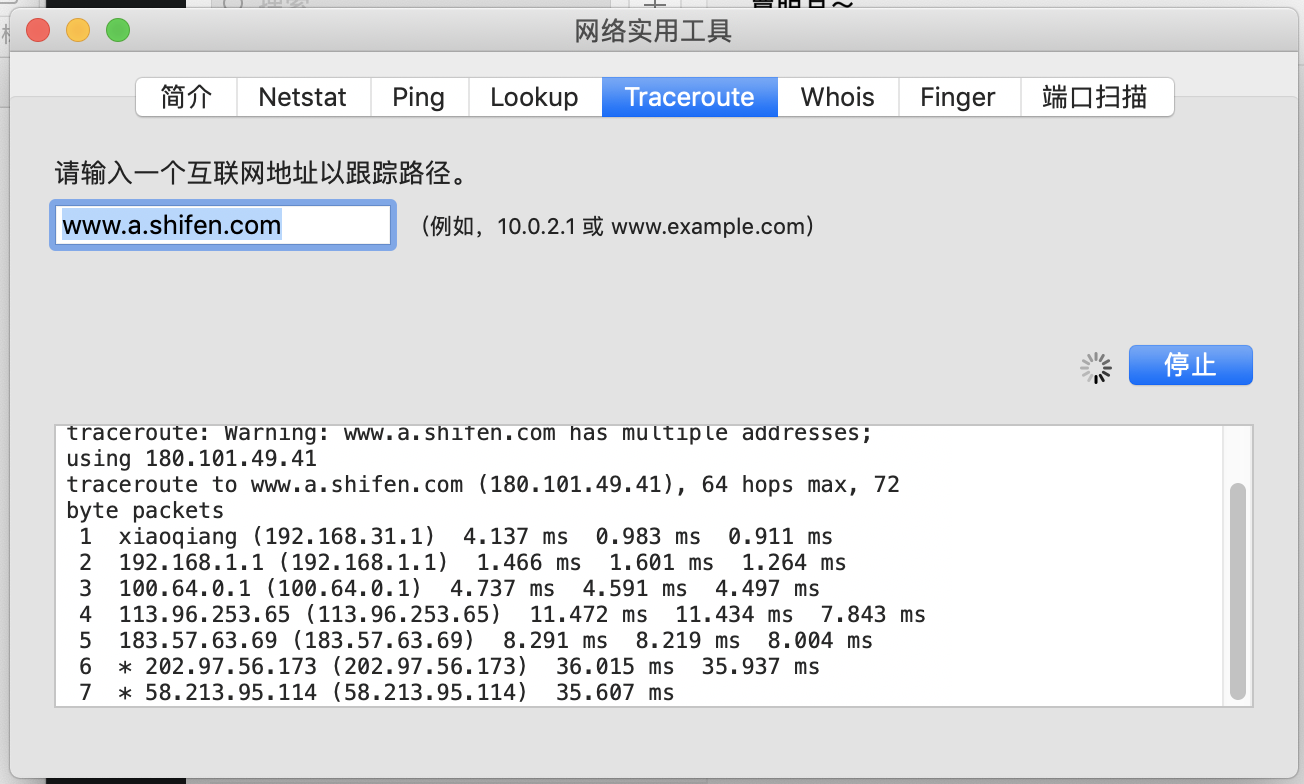 搜索
网络实用工具
简介 Netstat Ping Lookup Traceroute Whois Finger 端口扫描
请输入一个互联网地址以跟踪路径。
www.a.shifen.com （例如，10.0.2.1 或 www.example.com）
停止
traceroute: Warning: www.a.shifen.com has multiple addresses;
using 180.101.49.41
traceroute to www.a.shifen.com (180.101.49.41), 64 hops max, 72
byte packets
1 xiaoqiang (192.168.31.1) 4.137 ms 0.983 ms 0.911 ms
2 192.168.1.1 (192.168.1.1) 1.466 ms 1.601 ms 1.264 ms
3 100.64.0.1 (100.64.0.1) 4.737 ms 4.591 ms 4.497 ms
4 113.96.253.65 (113.96.253.65) 11.472 ms 11.434 ms 7.843 ms
5 183.57.63.69 (183.57.63.69) 8.291 ms 8.219 ms 8.004 ms
6 * 202.97.56.173 (202.97.56.173) 36.015 ms 35.937 ms
7 * 58.213.95.114 (58.213.95.114) 35.607 ms